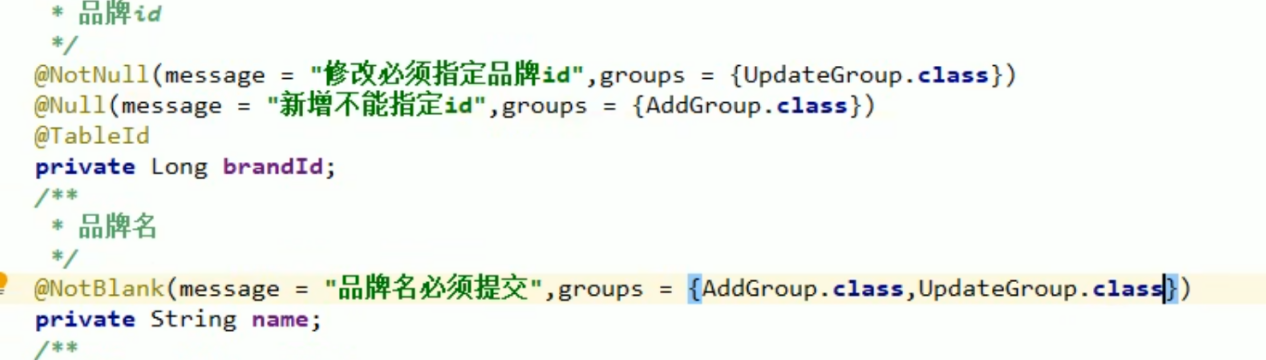 * 品牌id
*/
@NotNull(message = "修改必须指定品牌id",groups = {UpdateGroup.class})
@Null(message = "新增不能指定id",groups = {AddGroup.class})
@TableId
private Long brandId;
/**
* 品牌名
*/
@NotBlank(message = "品牌名必须提交",groups = {AddGroup.class,UpdateGroup.class})
private String name;
/**